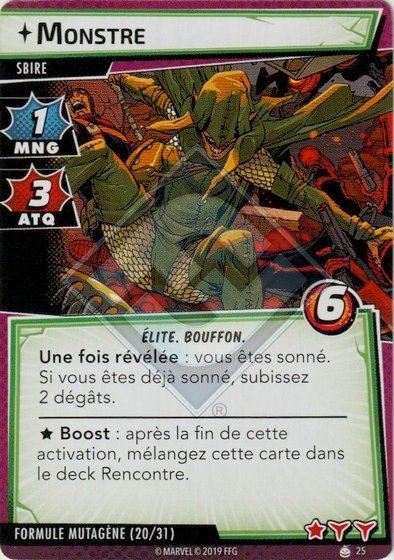 Monstre
SBIRE
1
MNG
3
ATQ
6
ÉLITE. BOUFFON.
Une fois révélée : vous êtes sonné.
Si vous êtes déjà sonné, subissez
2 dégâts.
★ Boost : après la fin de cette
activation, mélangez cette carte dans
le deck Rencontre.
®
© MARVEL © 2019 FFG
FORMULE MUTAGÈNE (20/31)
25